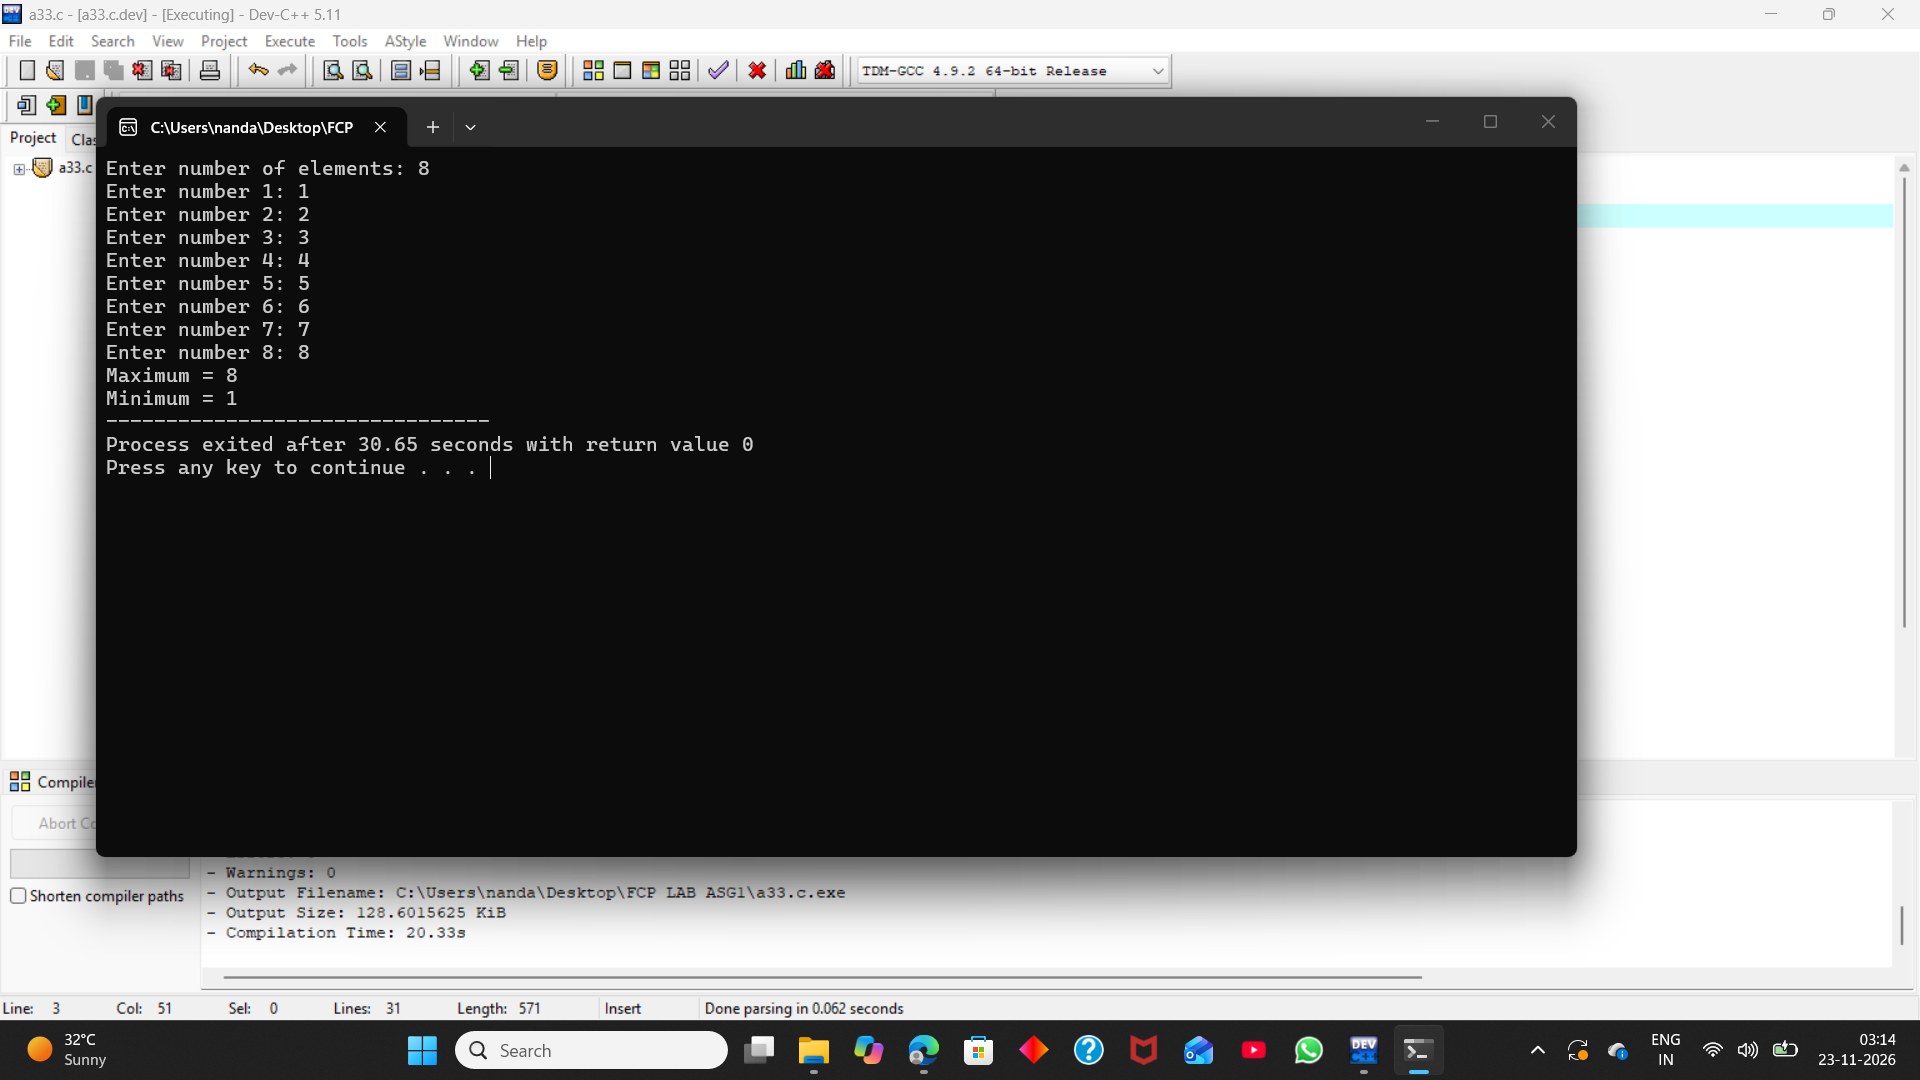 a33.c - [a33.c.dev] - [Executing] - Dev-C++ 5.11
File Edit Search View Project Execute Tools AStyle Window Help
TDM-GCC 4.9.2 64-bit Release
C:\Users\nanda\Desktop\FCP
Project
a33.c
Enter number of elements: 8
Enter number 1: 1
Enter number 2: 2
Enter number 3: 3
Enter number 4: 4
Enter number 5: 5
Enter number 6: 6
Enter number 7: 7
Enter number 8: 8
Maximum = 8
Minimum = 1
--------------------------------
Process exited after 30.65 seconds with return value 0
Press any key to continue . . .
Compiler
Abort
Shorten compiler paths
- Warnings: 0
- Output Filename: C:\Users\nanda\Desktop\FCP LAB ASG1\a33.c.exe
- Output Size: 128.6015625 KiB
- Compilation Time: 20.33s
Line: 3 Col: 51 Sel: 0 Lines: 31 Length: 571 Insert Done parsing in 0.062 seconds
32°C
Sunny
Search
DEV
ENG
IN
03:14
23-11-2026